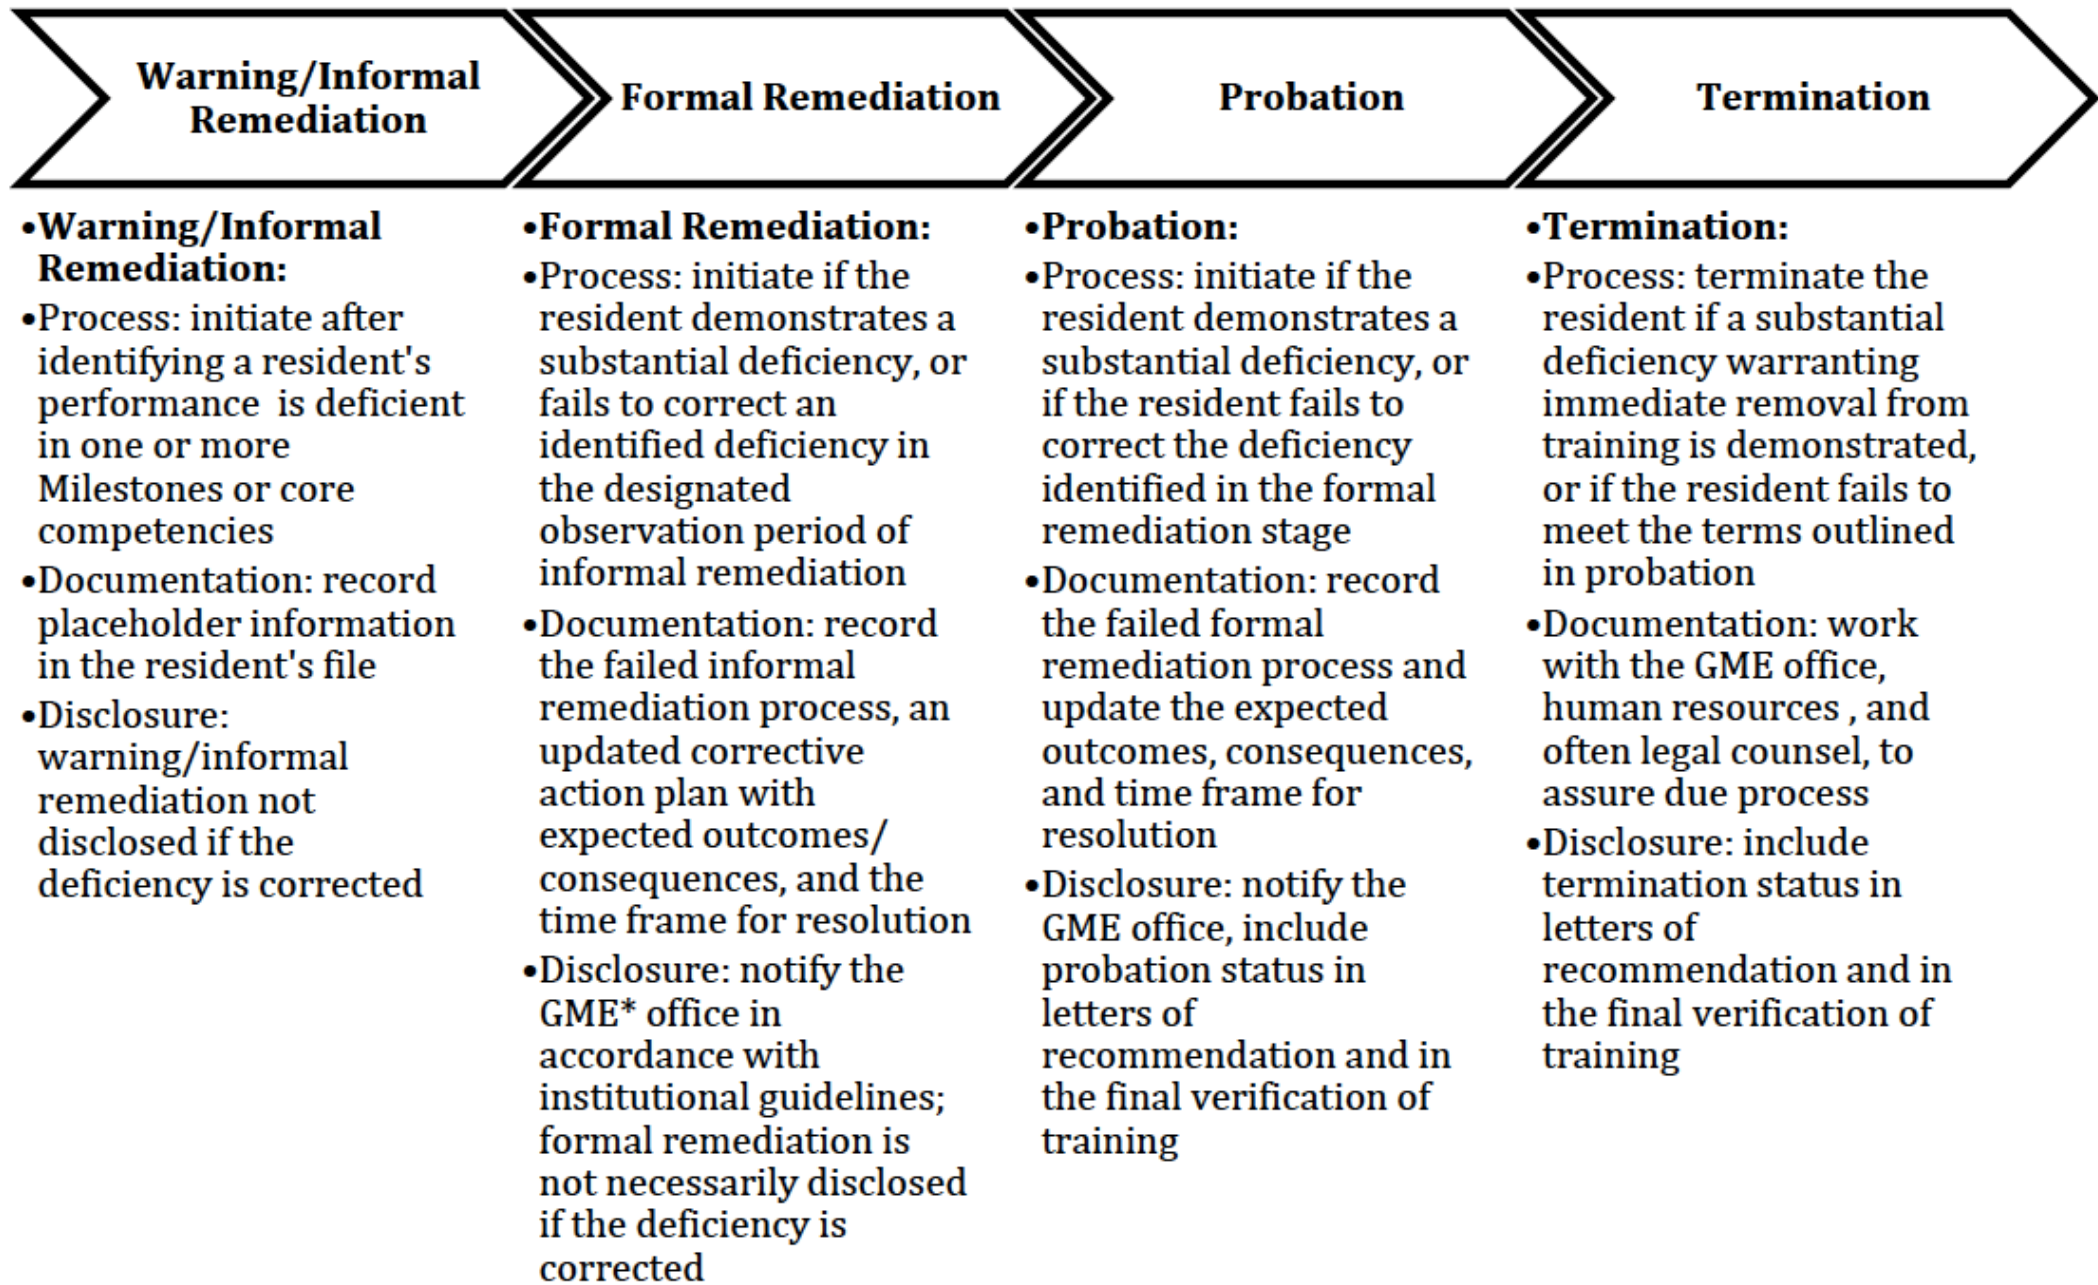 Warning/Informal
Remediation
Formal Remediation
Probation
Termination
•Warning/Informal
Remediation:
•Process: initiate after
identifying a resident's
performance  is deficient
in one or more
Milestones or core
competencies
•Documentation: record
placeholder information
in the resident's file
•Disclosure:
warning/informal
remediation not
disclosed if the
deficiency is corrected
•Formal Remediation:
•Process: initiate if the
resident demonstrates a
substantial deficiency, or
fails to correct an
identified deficiency in
the designated
observation period of
informal remediation
•Documentation: record
the failed informal
remediation process, an
updated corrective
action plan with
expected outcomes/
consequences, and the
time frame for resolution
•Disclosure: notify the
GME* office in
accordance with
institutional guidelines;
formal remediation is
not necessarily disclosed
if the deficiency is
corrected
•Probation:
•Process: initiate if the
resident demonstrates a
substantial deficiency, or
if the resident fails to
correct the deficiency
identified in the formal
remediation stage
•Documentation: record
the failed formal
remediation process and
update the expected
outcomes, consequences,
and time frame for
resolution
•Disclosure: notify the
GME office, include
probation status in
letters of
recommendation and in
the final verification of
training
•Termination:
•Process: terminate the
resident if a substantial
deficiency warranting
immediate removal from
training is demonstrated,
or if the resident fails to
meet the terms outlined
in probation
•Documentation: work
with the GME office,
human resources , and
often legal counsel, to
assure due process
•Disclosure: include
termination status in
letters of
recommendation and in
the final verification of
training